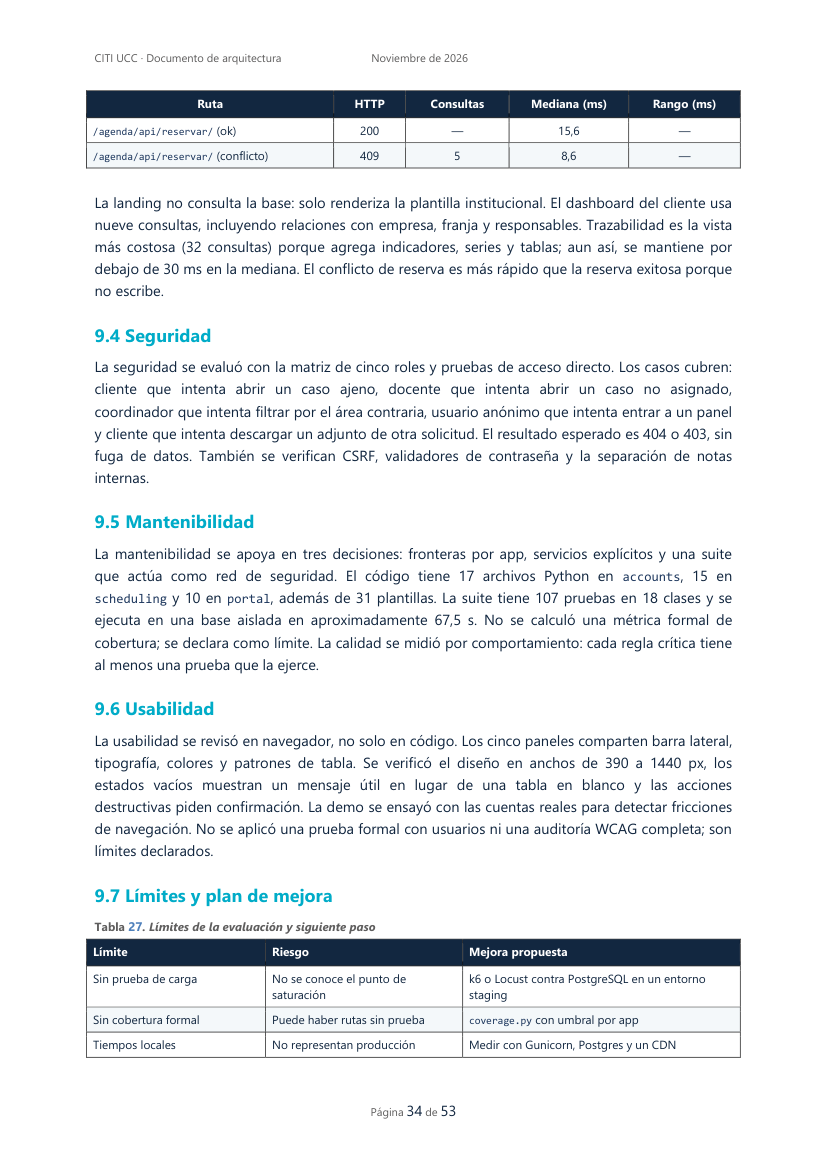 CITI UCC · Documento de arquitectura Noviembre de 2026
Ruta HTTP Consultas Mediana (ms) Rango (ms)
/agenda/api/reservar/ (ok) 200 — 15,6 —
/agenda/api/reservar/ (conflicto) 409 5 8,6 —
La landing no consulta la base: solo renderiza la plantilla institucional. El dashboard del cliente usa
nueve consultas, incluyendo relaciones con empresa, franja y responsables. Trazabilidad es la vista
más costosa (32 consultas) porque agrega indicadores, series y tablas; aun así, se mantiene por
debajo de 30 ms en la mediana. El conflicto de reserva es más rápido que la reserva exitosa porque
no escribe.
9.4 Seguridad
La seguridad se evaluó con la matriz de cinco roles y pruebas de acceso directo. Los casos cubren:
cliente que intenta abrir un caso ajeno, docente que intenta abrir un caso no asignado,
coordinador que intenta filtrar por el área contraria, usuario anónimo que intenta entrar a un panel
y cliente que intenta descargar un adjunto de otra solicitud. El resultado esperado es 404 o 403, sin
fuga de datos. También se verifican CSRF, validadores de contraseña y la separación de notas
internas.
9.5 Mantenibilidad
La mantenibilidad se apoya en tres decisiones: fronteras por app, servicios explícitos y una suite
que actúa como red de seguridad. El código tiene 17 archivos Python en accounts, 15 en
scheduling y 10 en portal, además de 31 plantillas. La suite tiene 107 pruebas en 18 clases y se
ejecuta en una base aislada en aproximadamente 67,5 s. No se calculó una métrica formal de
cobertura; se declara como límite. La calidad se midió por comportamiento: cada regla crítica tiene
al menos una prueba que la ejerce.
9.6 Usabilidad
La usabilidad se revisó en navegador, no solo en código. Los cinco paneles comparten barra lateral,
tipografía, colores y patrones de tabla. Se verificó el diseño en anchos de 390 a 1440 px, los
estados vacíos muestran un mensaje útil en lugar de una tabla en blanco y las acciones
destructivas piden confirmación. La demo se ensayó con las cuentas reales para detectar fricciones
de navegación. No se aplicó una prueba formal con usuarios ni una auditoría WCAG completa; son
límites declarados.
9.7 Límites y plan de mejora
Tabla 27. Límites de la evaluación y siguiente paso
Límite Riesgo Mejora propuesta
Sin prueba de carga No se conoce el punto de saturación k6 o Locust contra PostgreSQL en un entorno staging
Sin cobertura formal Puede haber rutas sin prueba coverage.py con umbral por app
Tiempos locales No representan producción Medir con Gunicorn, Postgres y un CDN
Página 34 de 53